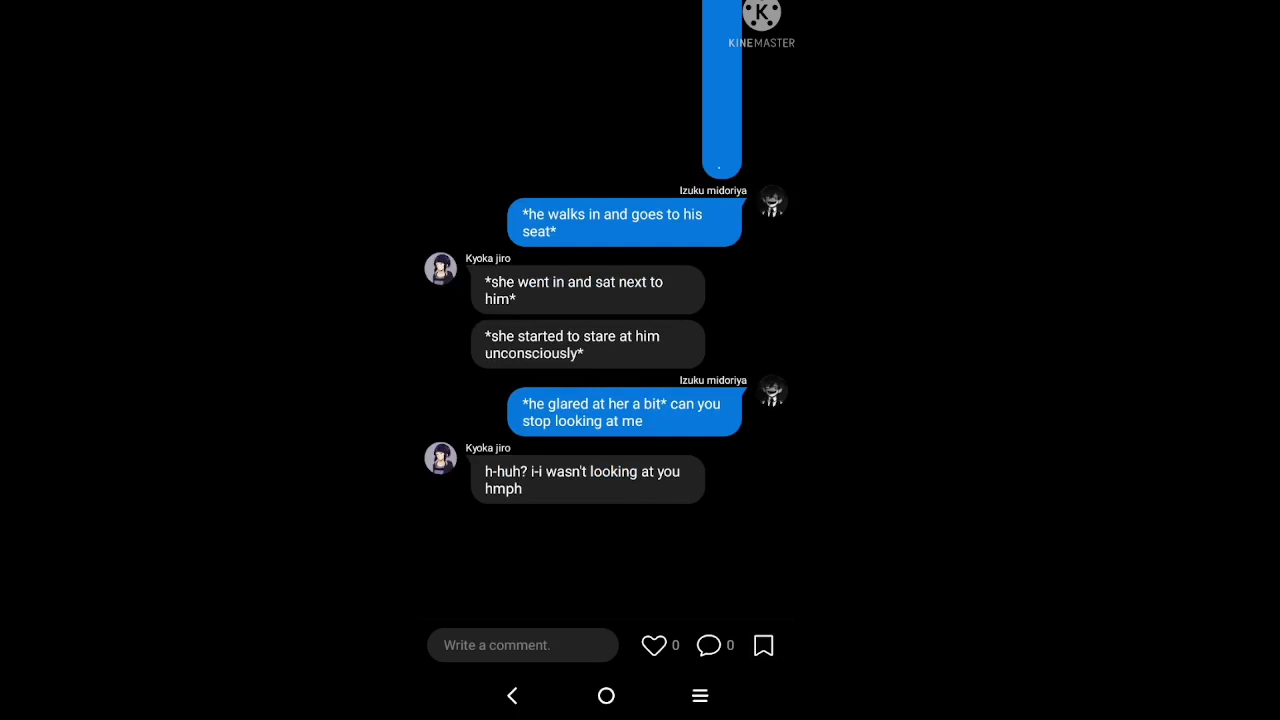 K
KINEMASTER
.
Izuku midoriya
*he walks in and goes to his
seat*
Kyoka jiro
*she went in and sat next to
him*
*she started to stare at him
unconsciously*
Izuku midoriya
*he glared at her a bit* can you
stop looking at me
Kyoka jiro
h-huh? i-i wasn't looking at you
hmph
Write a comment.
0
0